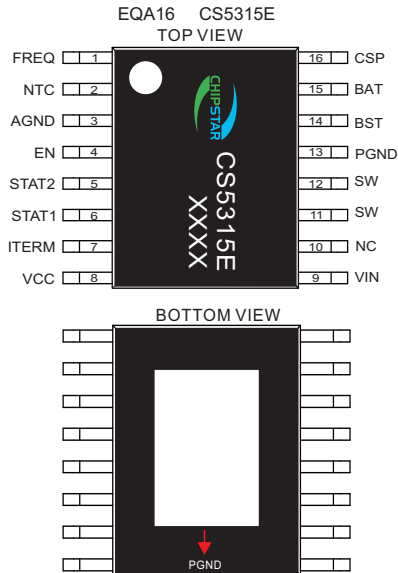 EQA16 CS5315E
TOP VIEW
FREQ 1 16 CSP
NTC 2 15 BAT
AGND 3 14 BST
EN 4 13 PGND
STAT2 5 12 SW
STAT1 6 11 SW
ITERM 7 10 NC
VCC 8 9 VIN
CHIPSTAR
CS5315E
XXXX
BOTTOM VIEW
PGND